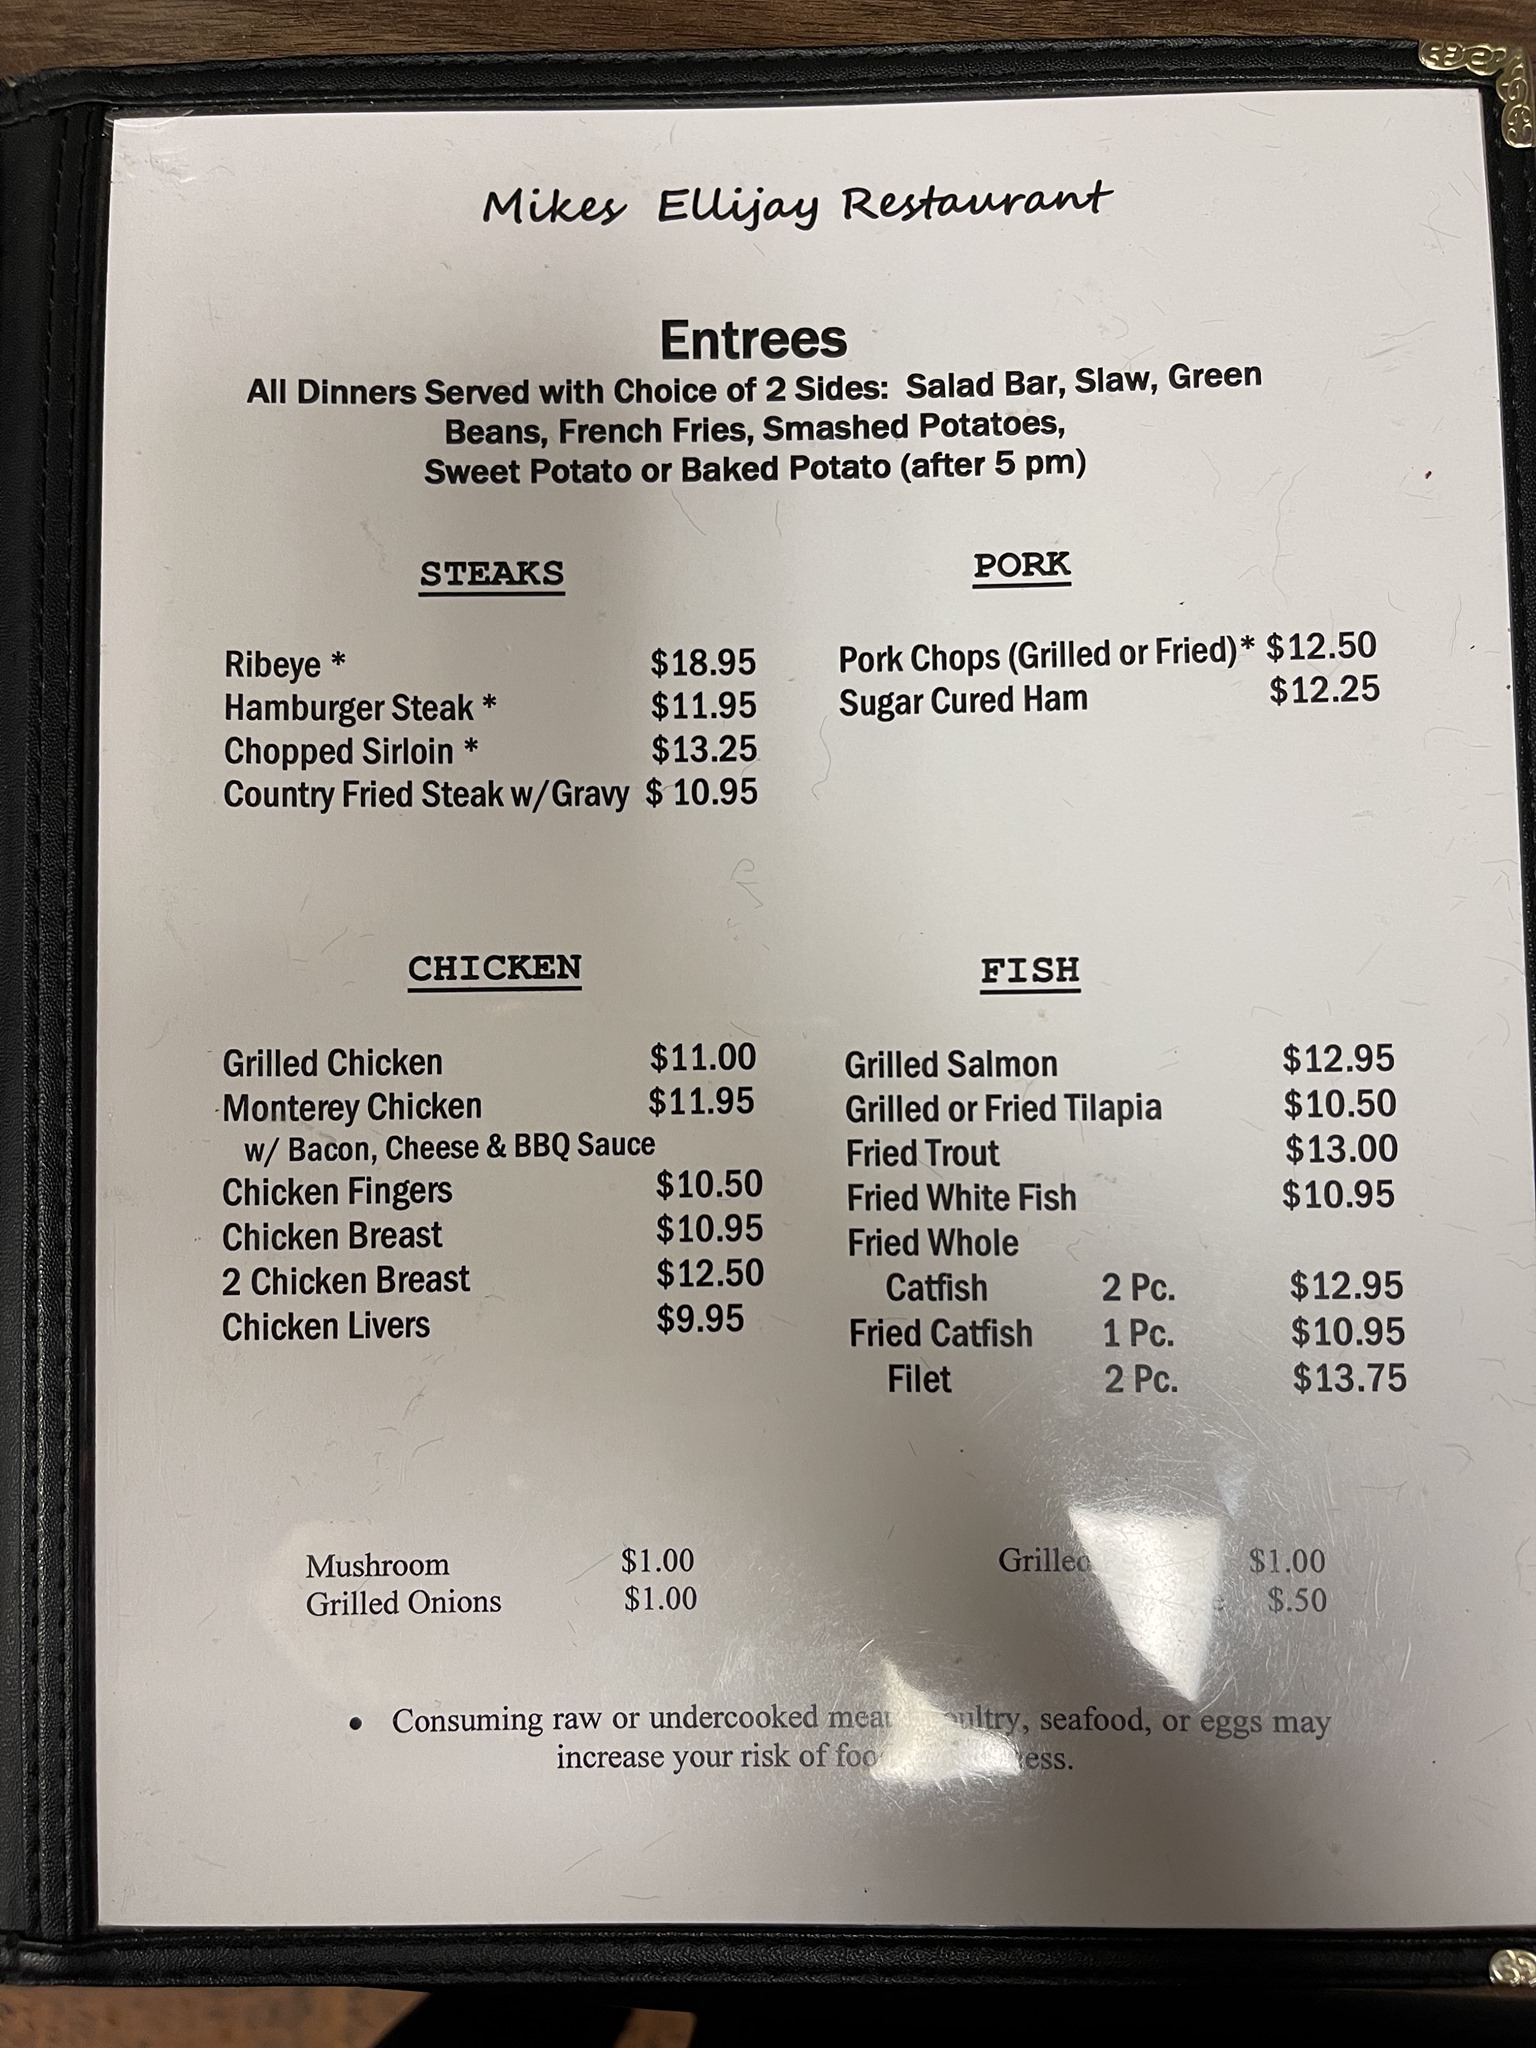 Mikes Ellijay Restaurant
Entrees
All Dinners Served with Choice of 2 Sides: Salad Bar, Slaw, Green
Beans, French Fries, Smashed Potatoes,
Sweet Potato or Baked Potato (after 5 pm)
STEAKS
Ribeye * $18.95
Hamburger Steak * $11.95
Chopped Sirloin * $13.25
Country Fried Steak w/Gravy $ 10.95
PORK
Pork Chops (Grilled or Fried)* $12.50
Sugar Cured Ham $12.25
CHICKEN
Grilled Chicken $11.00
Monterey Chicken $11.95
w/ Bacon, Cheese & BBQ Sauce
Chicken Fingers $10.50
Chicken Breast $10.95
2 Chicken Breast $12.50
Chicken Livers $9.95
FISH
Grilled Salmon $12.95
Grilled or Fried Tilapia $10.50
Fried Trout $13.00
Fried White Fish $10.95
Fried Whole
Catfish 2 Pc. $12.95
Fried Catfish 1 Pc. $10.95
Filet 2 Pc. $13.75
Mushroom $1.00
Grilled Onions $1.00
Grilled $1.00
$.50
• Consuming raw or undercooked seafood, or eggs may
increase your risk of